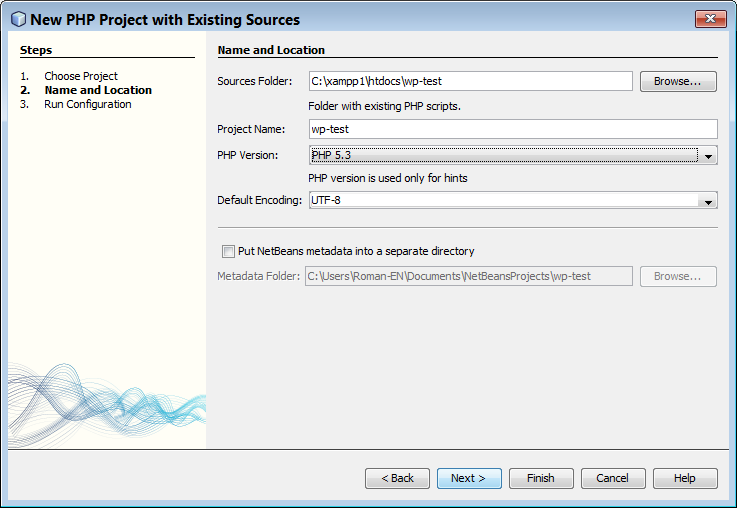 New PHP Project with Existing Sources
Steps
1. Choose Project
2. Name and Location
3. Run Configuration
Name and Location
Sources Folder: C:\xampp1\htdocs\wp-test Browse...
Folder with existing PHP scripts.
Project Name: wp-test
PHP Version: PHP 5.3
PHP version is used only for hints
Default Encoding: UTF-8
Put NetBeans metadata into a separate directory
Metadata Folder: C:\Users\Roman-EN\Documents\NetBeansProjects\wp-test Browse...
< Back Next > Finish Cancel Help